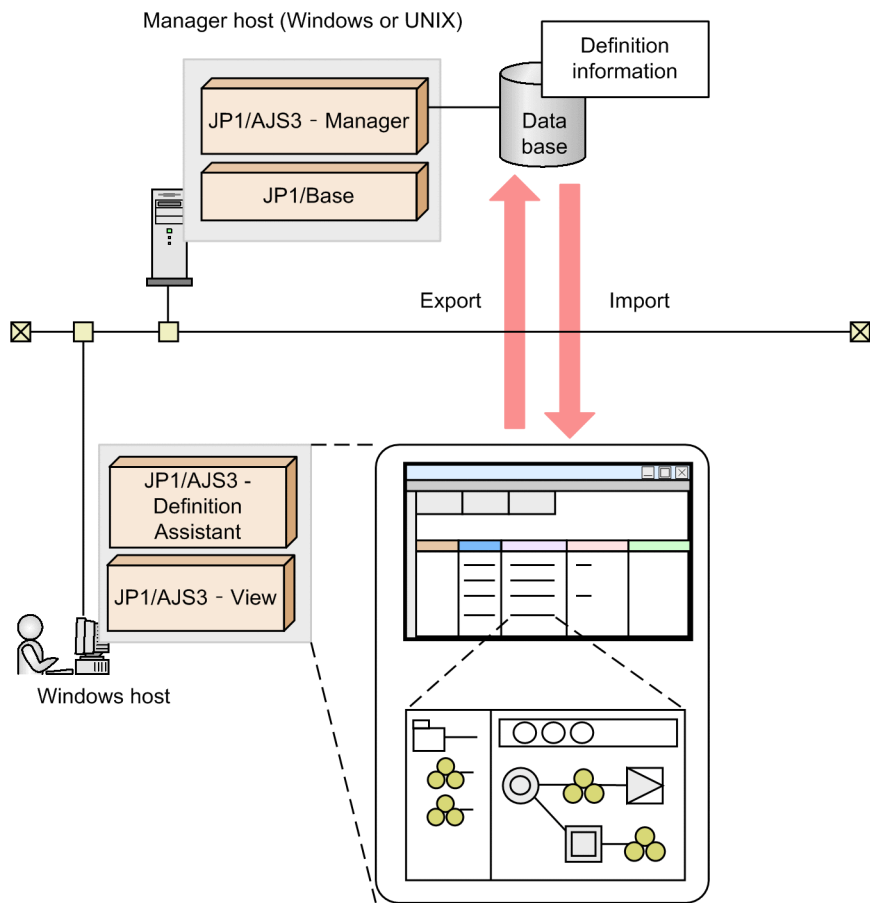 Manager host (Windows or UNIX)
Definition
information
JP1/AJS3 - Manager
Data
base
JP1/Base
Export
Import
JP1/AJS3 -
Definition
Assistant
JP1/AJS3 - View
Windows host